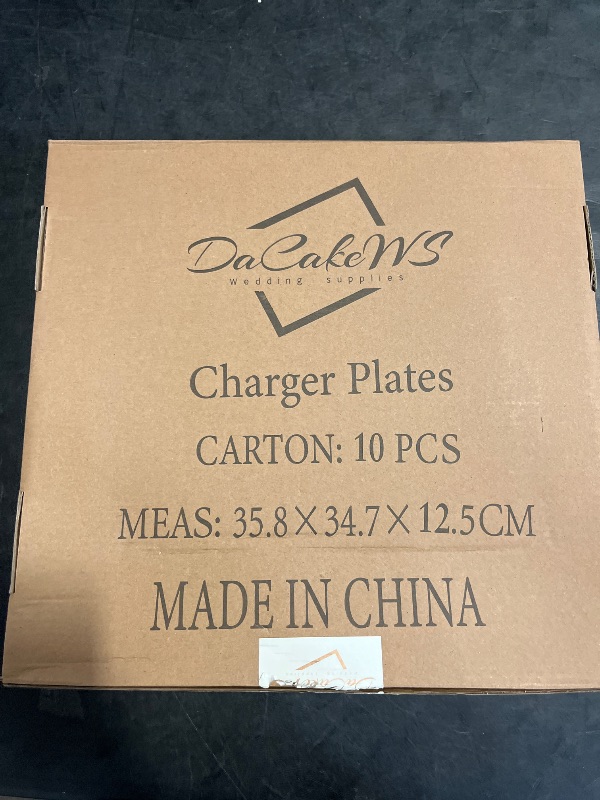 DaCakeWS
Wedding supplies
Charger Plates
CARTON: 10 PCS
MEAS: 35.8×34.7×12.5CM
MADE IN CHINA